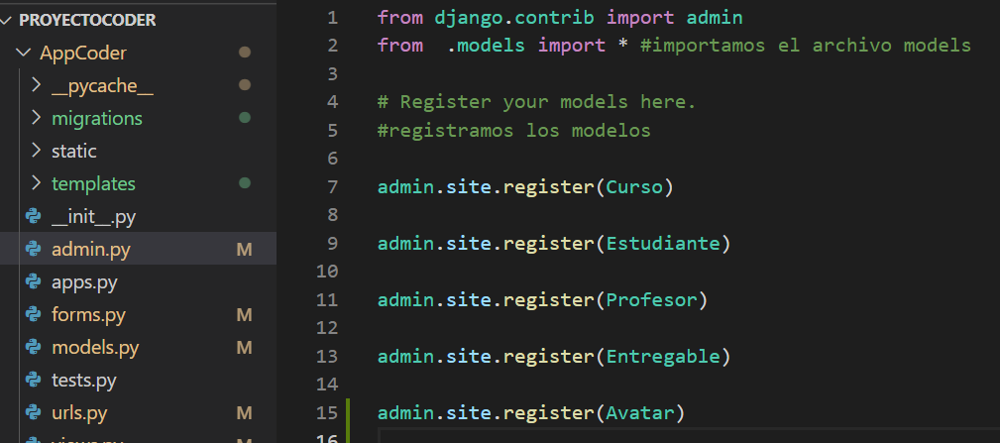 PROYECTOCODER
AppCoder
__pycache__
migrations
static
templates
__init__.py
admin.py M
apps.py
forms.py M
models.py M
tests.py
urls.py M
views.py
1 from django.contrib import admin
2 from  .models import * #importamos el archivo models
3
4 # Register your models here.
5 #registramos los modelos
6
7 admin.site.register(Curso)
8
9 admin.site.register(Estudiante)
10
11 admin.site.register(Profesor)
12
13 admin.site.register(Entregable)
14
15 admin.site.register(Avatar)
16